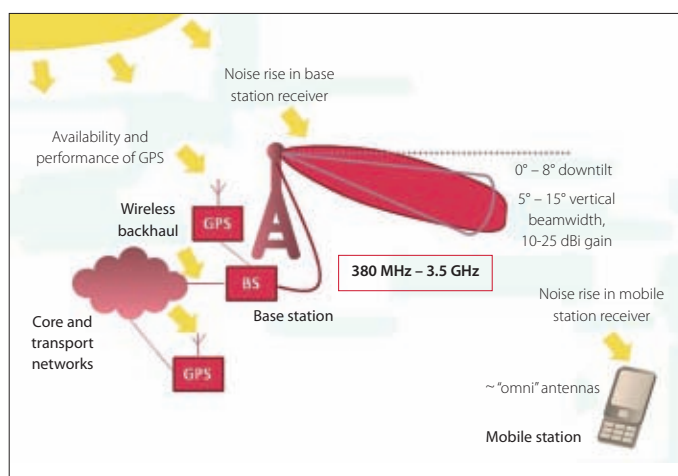 Noise rise in base
station receiver
Availability and
performance of GPS
0° – 8° downtilt
5° – 15° vertical
beamwidth,
10-25 dBi gain
Wireless
backhaul
GPS
380 MHz – 3.5 GHz
BS
Base station
Noise rise in mobile
station receiver
Core and
transport
networks
GPS
~ "omni" antennas
Mobile station